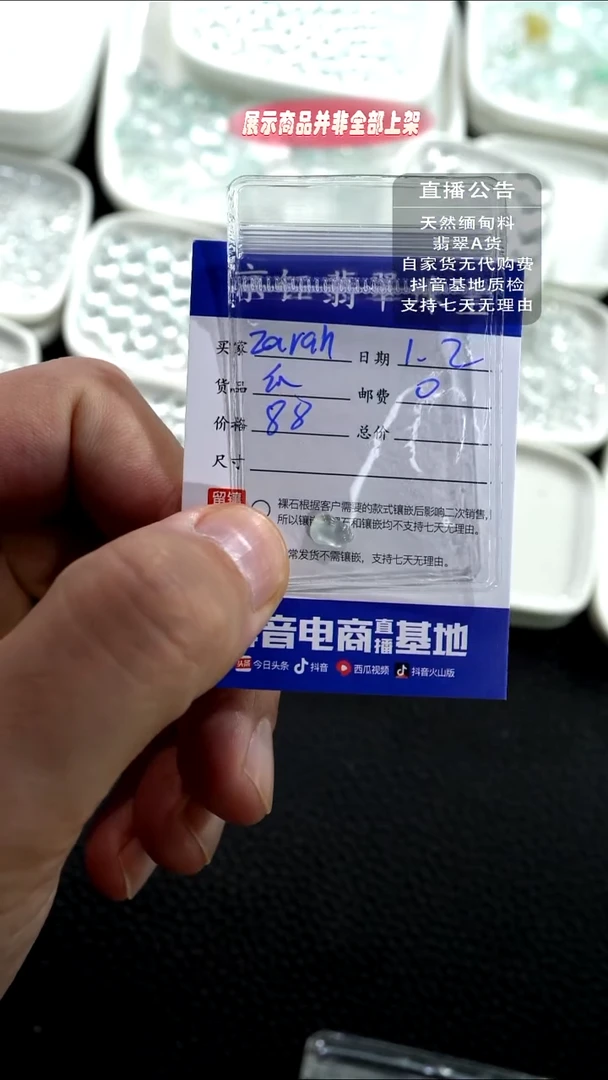 展示商品并非全部上架
直播公告
天然缅甸料
翡翠A货
自家货无代购费
抖音基地质检
支持七天无理由
翡翠
买家 Zarah 日期 1.2
货品 邮费 0
价格 88 总价
尺寸
留镶
裸石根据客户需要的款式镶嵌后影响二次销售,
所以镶 石和镶嵌均不支持七天无理由。
常发货不需镶嵌,支持七天无理由。
音电商直播基地
头条 今日头条 抖音 西瓜视频 抖音火山版